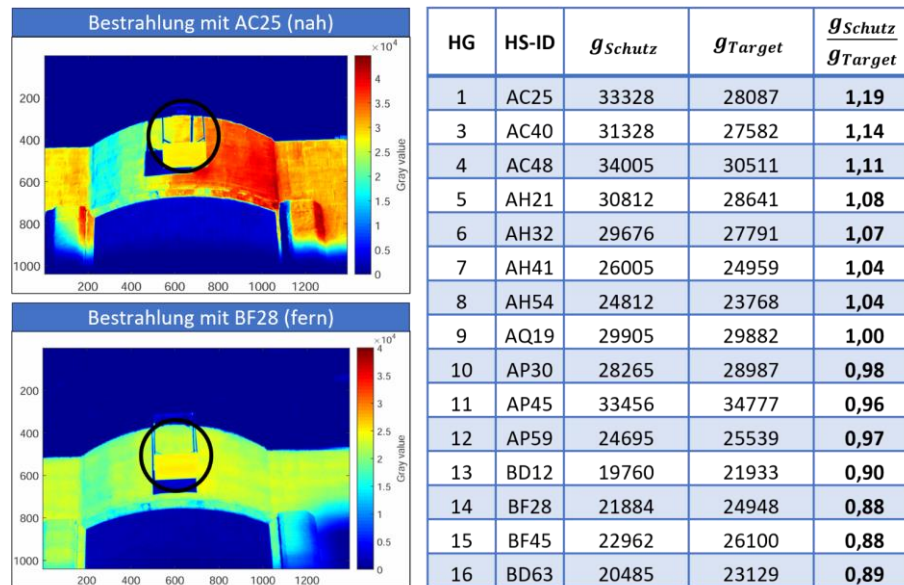 Bestrahlung mit AC25 (nah)
×10⁴
200
400
600
800
1000
200 400 600 800 1000 1200
4
3.5
3
2.5
2
1.5
1
0.5
0
Gray value
Bestrahlung mit BF28 (fern)
×10⁴
200
400
600
800
1000
200 400 600 800 1000 1200
4
3.5
3
2.5
2
1.5
1
0.5
0
Gray value
HG HS-ID g_Schutz g_Target g_Schutz / g_Target
1 AC25 33328 28087 1,19
3 AC40 31328 27582 1,14
4 AC48 34005 30511 1,11
5 AH21 30812 28641 1,08
6 AH32 29676 27791 1,07
7 AH41 26005 24959 1,04
8 AH54 24812 23768 1,04
9 AQ19 29905 29882 1,00
10 AP30 28265 28987 0,98
11 AP45 33456 34777 0,96
12 AP59 24695 25539 0,97
13 BD12 19760 21933 0,90
14 BF28 21884 24948 0,88
15 BF45 22962 26100 0,88
16 BD63 20485 23129 0,89